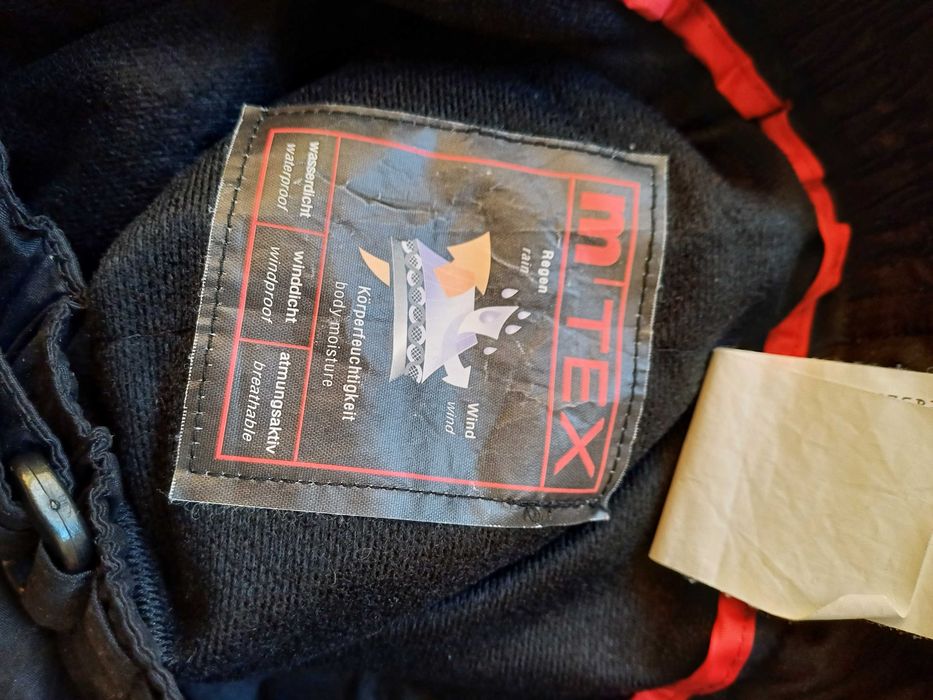 m TEX
Regen
rain
Wind
wind
Körperfeuchtigkeit
body moisture
wasserdicht
waterproof
winddicht
windproof
atmungsaktiv
breathable